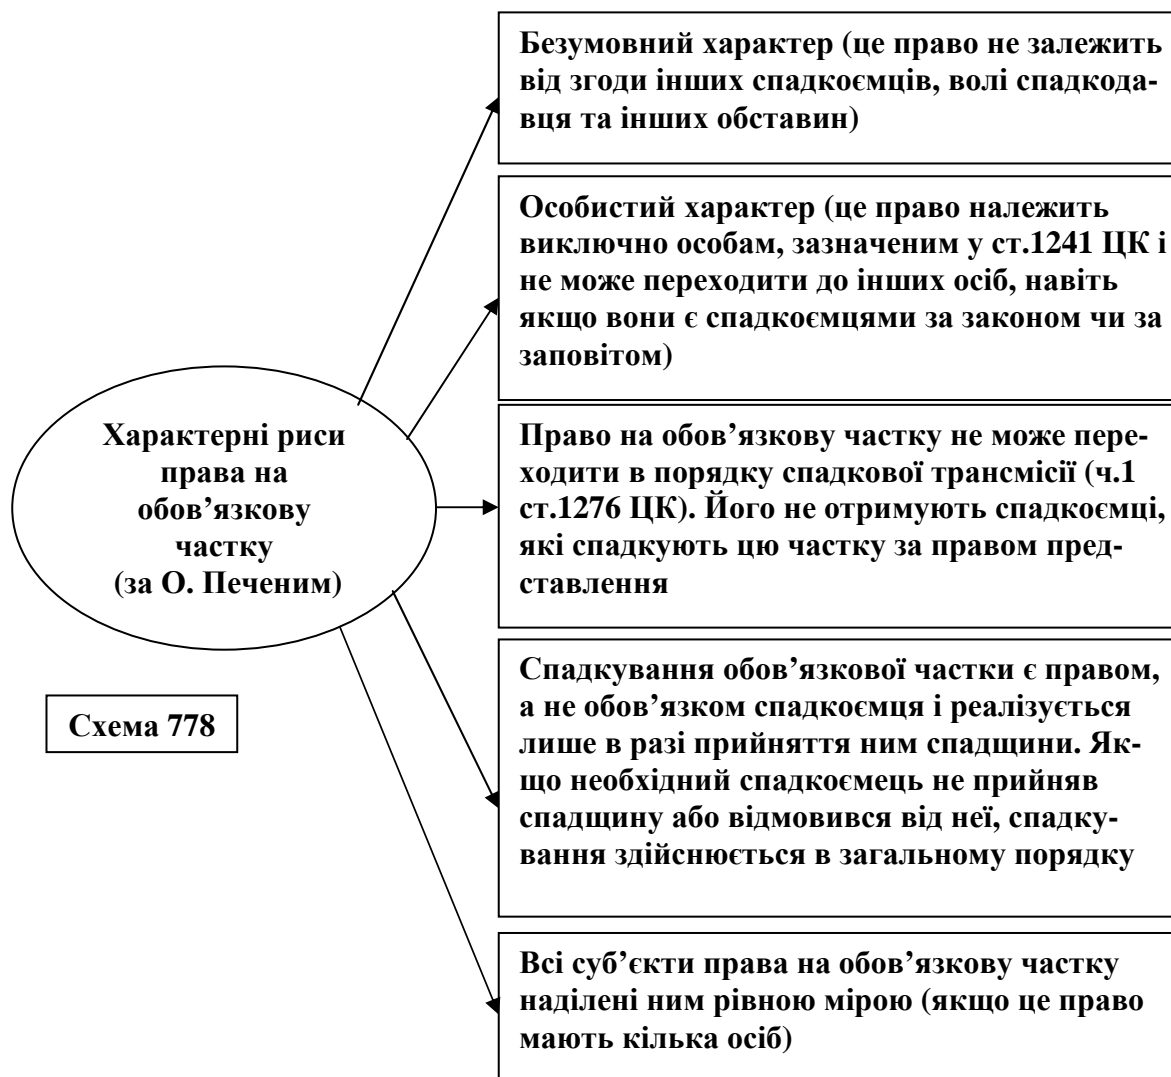 Безумовний характер (це право не залежить
від згоди інших спадкоємців, волі спадкода-
вця та інших обставин)
Особистий характер (це право належить
виключно особам, зазначеним у ст.1241 ЦК і
не може переходити до інших осіб, навіть
якщо вони є спадкоємцями за законом чи за
заповітом)
Характерні риси
права на
обов’язкову
частку
(за О. Печеним)
Право на обов’язкову частку не може пере-
ходити в порядку спадкової трансмісії (ч.1
ст.1276 ЦК). Його не отримують спадкоємці,
які спадкують цю частку за правом пред-
ставлення
Схема 778
Спадкування обов’язкової частки є правом,
а не обов’язком спадкоємця і реалізується
лише в разі прийняття ним спадщини. Як-
що необхідний спадкоємець не прийняв
спадщину або відмовився від неї, спадку-
вання здійснюється в загальному порядку
Всі суб’єкти права на обов’язкову частку
наділені ним рівною мірою (якщо це право
мають кілька осіб)